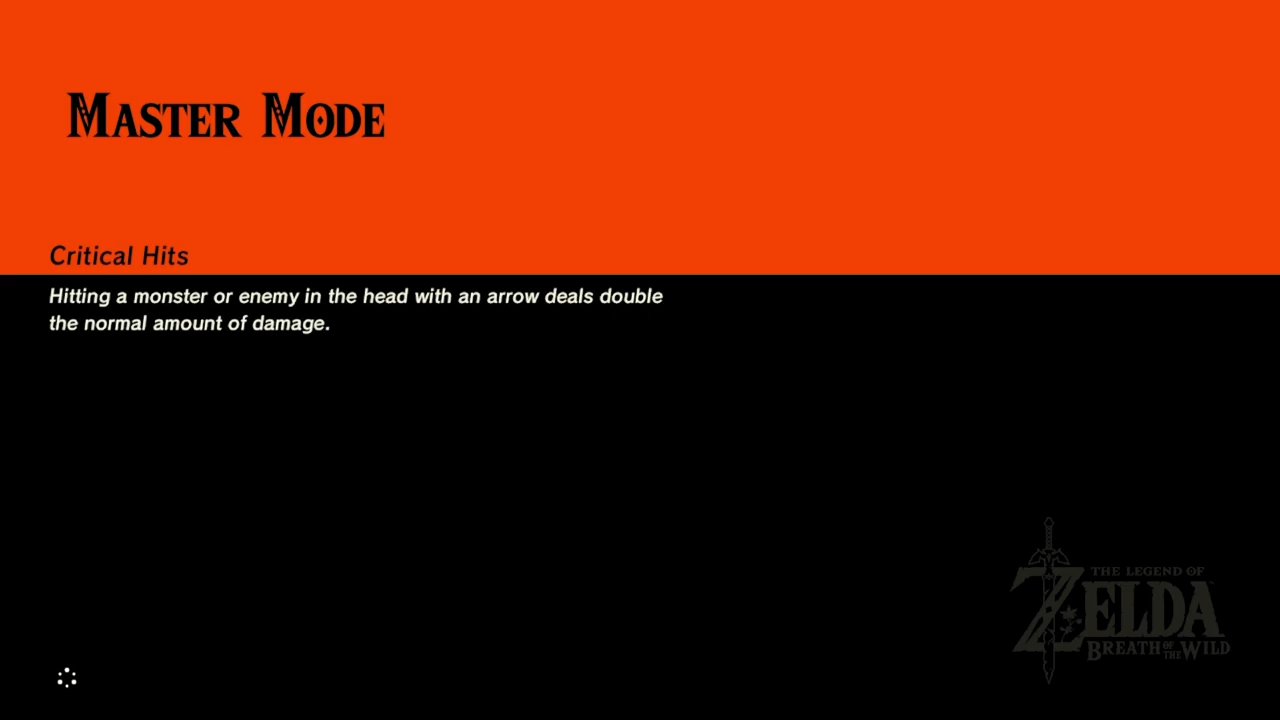 MASTER MODE
Critical Hits
Hitting a monster or enemy in the head with an arrow deals double
the normal amount of damage.
THE LEGEND OF
ZELDA
BREATH OF THE WILD